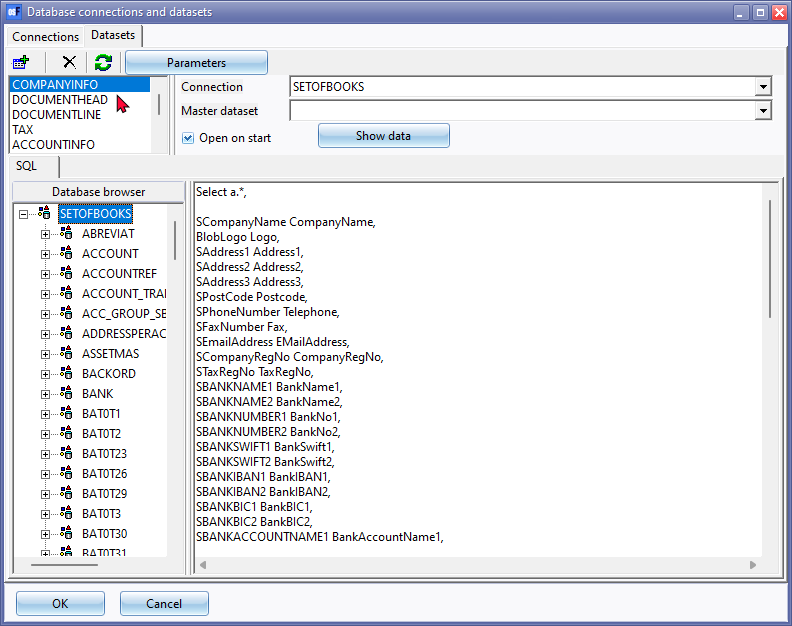 Database connections and datasets
Connections
Datasets
Parameters
COMPANYINFO
DOCUMENTHEAD
DOCUMENTLINE
TAX
ACCOUNTINFO
Connection
SETOFBOOKS
Master dataset
Open on start
Show data
SQL
Database browser
SETOFBOOKS
ABREVIAT
ACCOUNT
ACCOUNTREF
ACCOUNT_TRAI
ACC_GROUP_SE
ADDRESSPERAC
ASSETMAS
BACKORD
BANK
BAT0T1
BAT0T2
BAT0T23
BAT0T26
BAT0T29
BAT0T3
BAT0T30
BAT0T31
Select a.*,
SCompanyName CompanyName,
BlobLogo Logo,
SAddress1 Address1,
SAddress2 Address2,
SAddress3 Address3,
SPostCode Postcode,
SPhoneNumber Telephone,
SFaxNumber Fax,
SEmailAddress EMailAddress,
SCompanyRegNo CompanyRegNo,
STaxRegNo TaxRegNo,
SBANKNAME1 BankName1,
SBANKNAME2 BankName2,
SBANKNUMBER1 BankNo1,
SBANKNUMBER2 BankNo2,
SBANKSWIFT1 BankSwift1,
SBANKSWIFT2 BankSwift2,
SBANKIBAN1 BankIBAN1,
SBANKIBAN2 BankIBAN2,
SBANKBIC1 BankBIC1,
SBANKBIC2 BankBIC2,
SBANKACCOUNTNAME1 BankAccountName1,
OK
Cancel